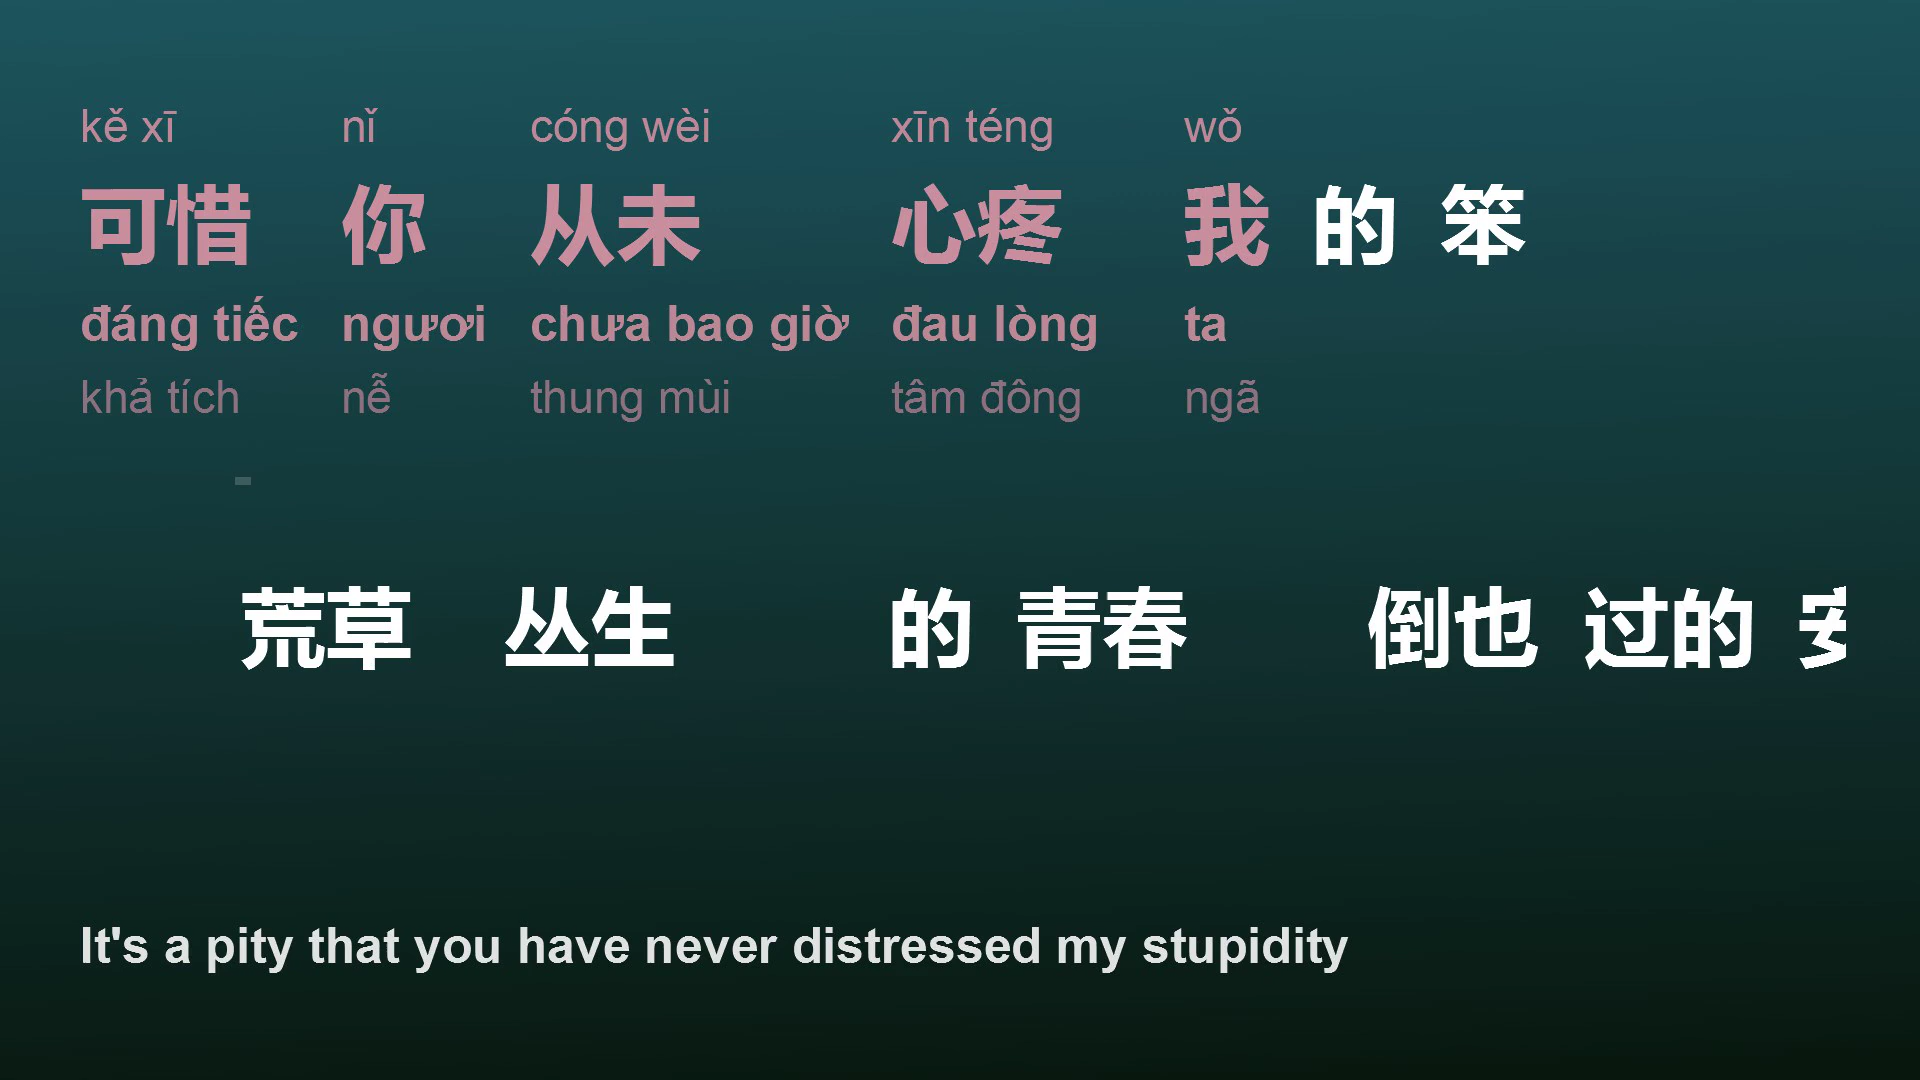 kě xī nǐ cóng wèi xīn téng wǒ
可惜 你 从未 心疼 我 的 笨
đáng tiếc ngươi chưa bao giờ đau lòng ta
khả tích nễ thung mùi tâm đông ngã
-
荒草 丛生 的 青春 倒也 过的
It's a pity that you have never distressed my stupidity